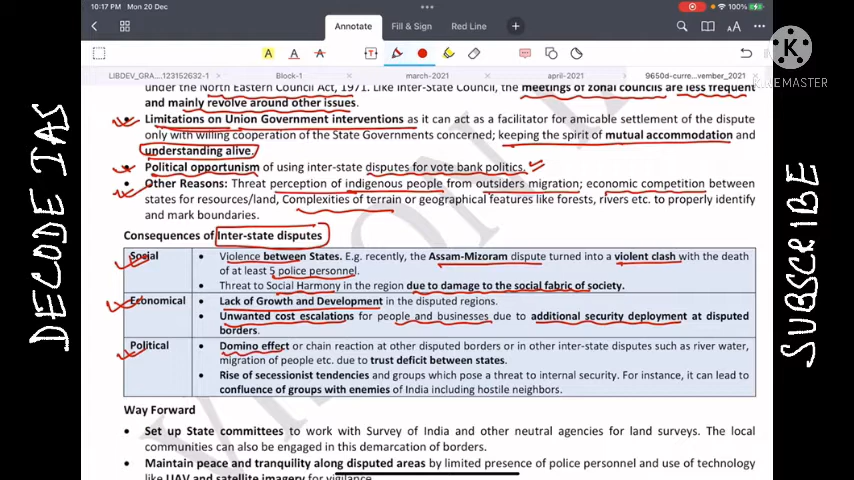 10:17 PM Mon 20 Dec
100%
Annotate
Fill & Sign
Red Line
LIBDEV_GRA...123152632-1
Block-1
march-2021
april-2021
9650d-curre...vember_2021
K
KINEMASTER
under the North Eastern Council Act, 1971. Like Inter-State Council, the meetings of zonal councils are less frequent
and mainly revolve around other issues.
• Limitations on Union Government interventions as it can act as a facilitator for amicable settlement of the dispute
only with willing cooperation of the State Governments concerned; keeping the spirit of mutual accommodation and
understanding alive.
• Political opportunism of using inter-state disputes for vote bank politics.
• Other Reasons: Threat perception of indigenous people from outsiders migration; economic competition between
states for resources/land, Complexities of terrain or geographical features like forests, rivers etc. to properly identify
and mark boundaries.
Consequences of Inter-state disputes
Social
• Violence between States. E.g. recently, the Assam-Mizoram dispute turned into a violent clash with the death
of at least 5 police personnel.
• Threat to Social Harmony in the region due to damage to the social fabric of society.
Economical
• Lack of Growth and Development in the disputed regions.
• Unwanted cost escalations for people and businesses due to additional security deployment at disputed
borders.
Political
• Domino effect or chain reaction at other disputed borders or in other inter-state disputes such as river water,
migration of people etc. due to trust deficit between states.
• Rise of secessionist tendencies and groups which pose a threat to internal security. For instance, it can lead to
confluence of groups with enemies of India including hostile neighbors.
Way Forward
• Set up State committees to work with Survey of India and other neutral agencies for land surveys. The local
communities can also be engaged in this demarcation of borders.
• Maintain peace and tranquility along disputed areas by limited presence of police personnel and use of technology
like UAV and satellite imagery for vigilance.
DECODE IAS
SUBSCRIBE